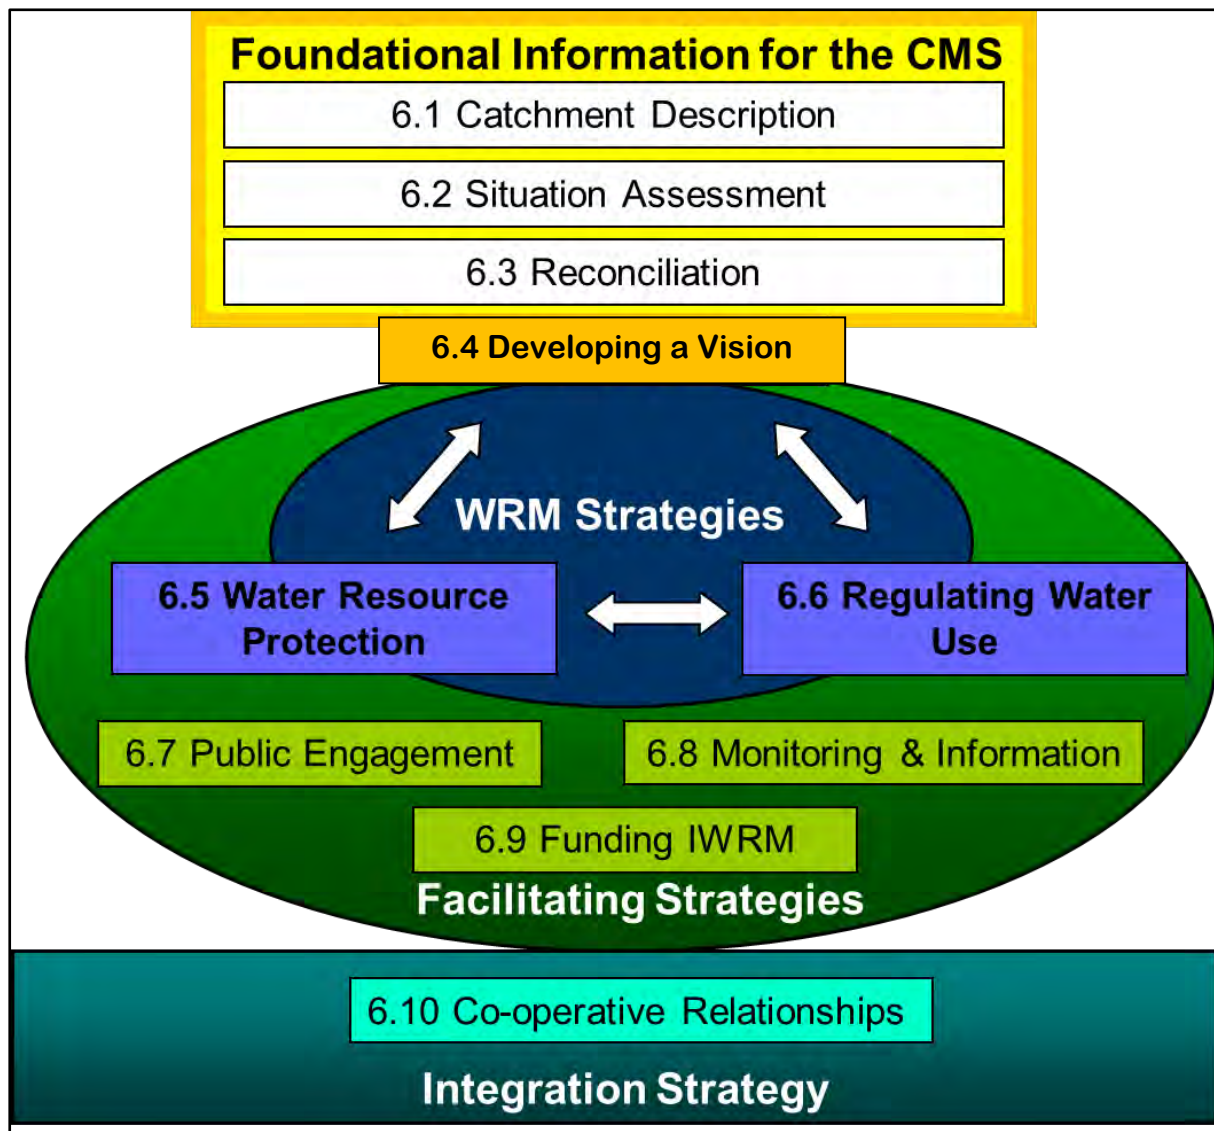 Foundational Information for the CMS
6.1 Catchment Description
6.2 Situation Assessment
6.3 Reconciliation
6.4 Developing a Vision
WRM Strategies
6.5 Water Resource
Protection
6.6 Regulating Water
Use
6.7 Public Engagement
6.8 Monitoring & Information
6.9 Funding IWRM
Facilitating Strategies
6.10 Co-operative Relationships
Integration Strategy